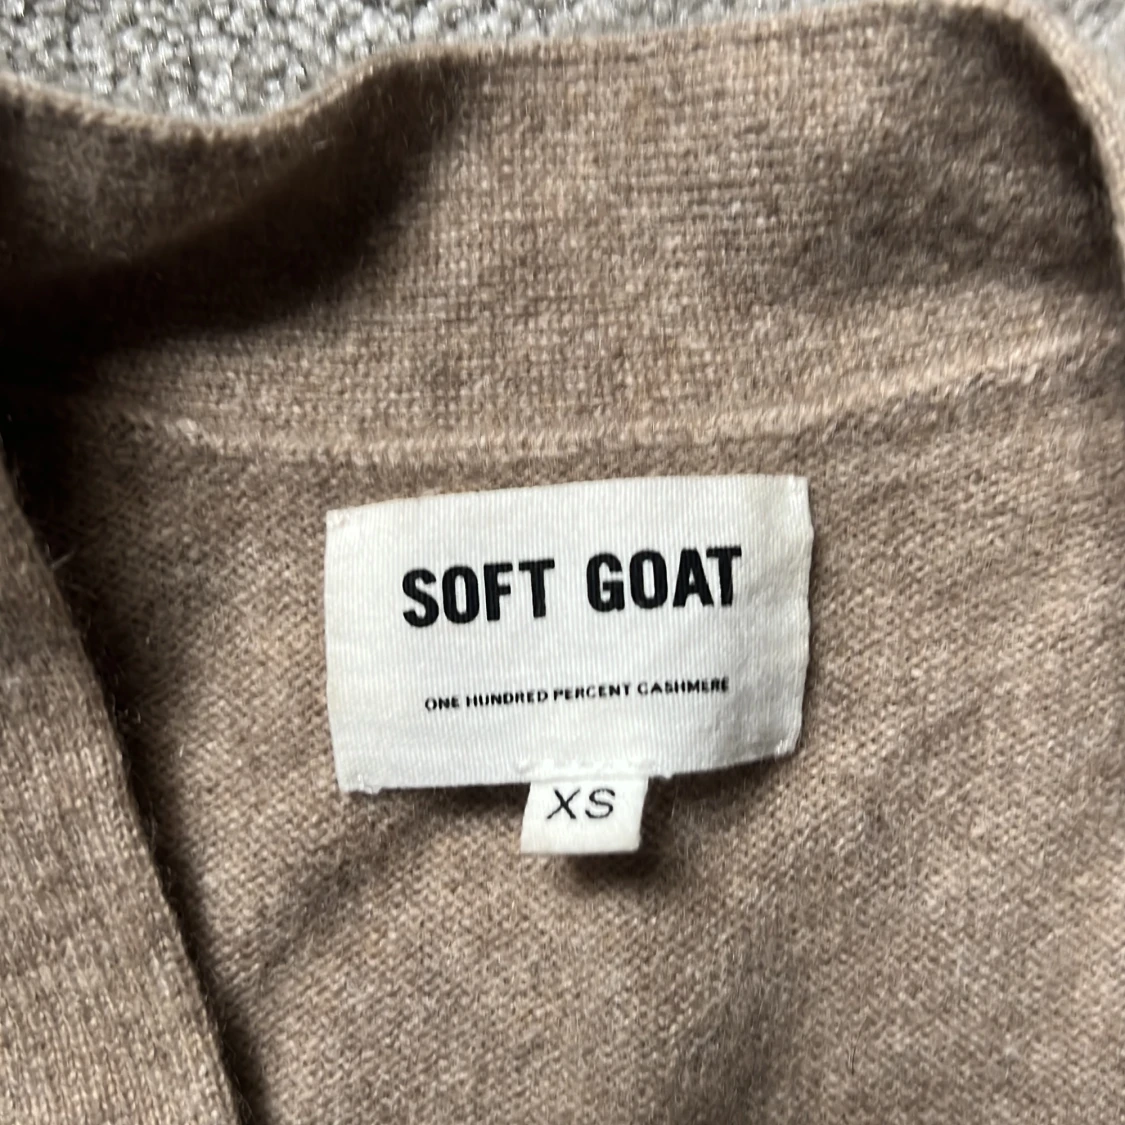 SOFT GOAT
ONE HUNDRED PERCENT CASHMERE
XS